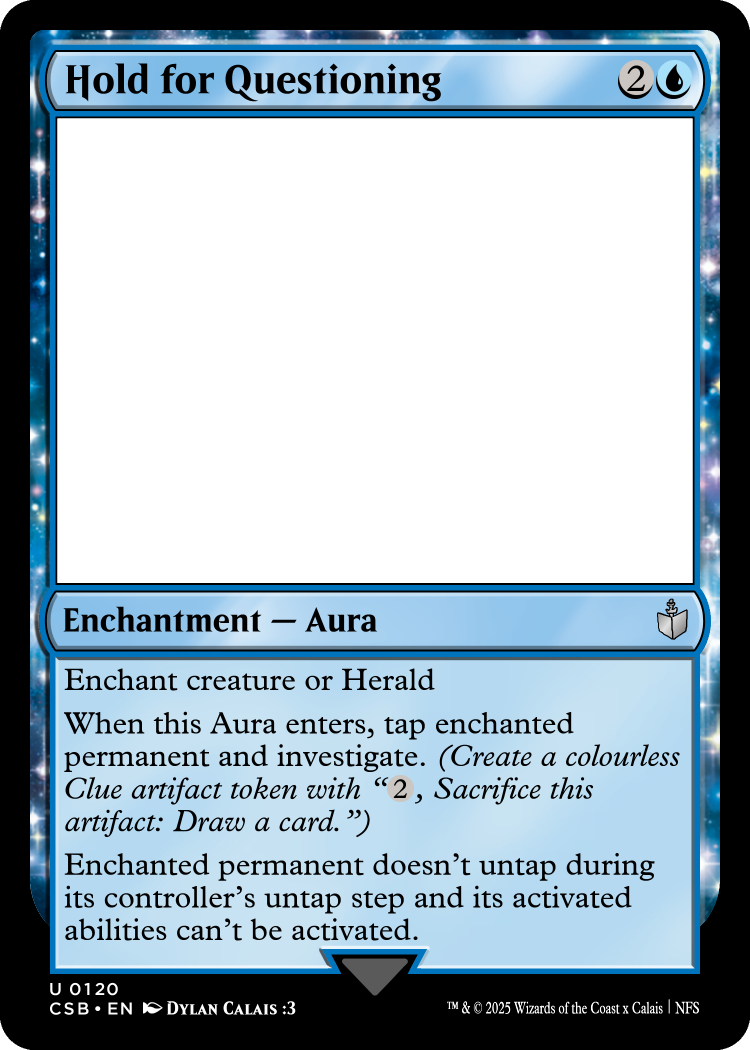 Hold for Questioning 2
Enchantment — Aura
Enchant creature or Herald
When this Aura enters, tap enchanted
permanent and investigate. (Create a colourless
Clue artifact token with “2, Sacrifice this
artifact: Draw a card.”)
Enchanted permanent doesn’t untap during
its controller’s untap step and its activated
abilities can’t be activated.
U 0120
CSB • EN DYLAN CALAIS :3
™ & © 2025 Wizards of the Coast x Calais | NFS